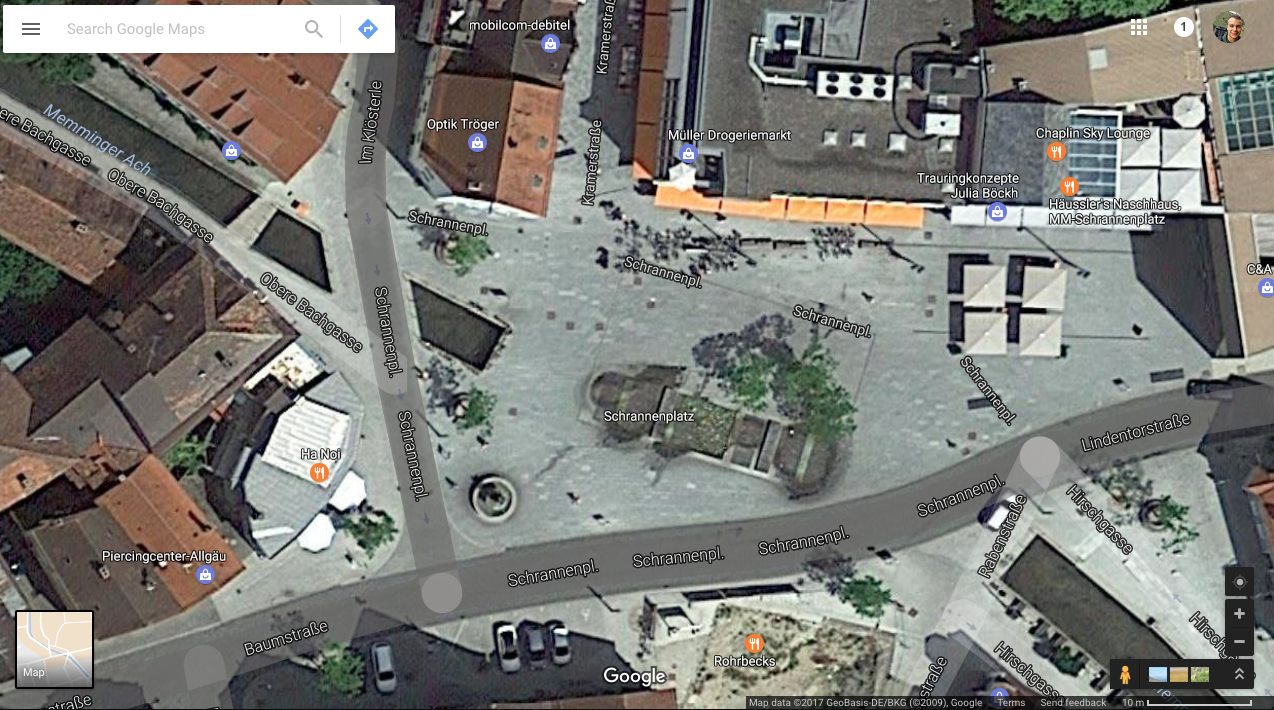 Search Google Maps
1
mobilcom-debitel
Kramerstraße
Im Klösterle
Memminger Ach
Obere Bachgasse
Optik Tröger
Kramerstraße
Müller Drogeriemarkt
Chaplin Sky Lounge
Obere Bachgasse
Trauringkonzepte
Julia Böckh
Häussler's Naschhaus,
MM-Schrannenplatz
Schrannenpl.
C&A
Schrannenpl.
Obere Bachgasse
Schrannenpl.
Schrannenpl.
Schrannenpl.
Schrannenplatz
Schrannenpl.
Lindentorstraße
Ha Noi
Schrannenpl.
Hirschgasse
Rabenstraße
Piercingcenter-Allgäu
Schrannenpl.
Schrannenpl.
Schrannenpl.
Baumstraße
Hirschgasse
Rohrbecks
Map
Google
straße
straße
Map data ©2017 GeoBasis-DE/BKG (©2009), Google
Terms
Send feedback
10 m